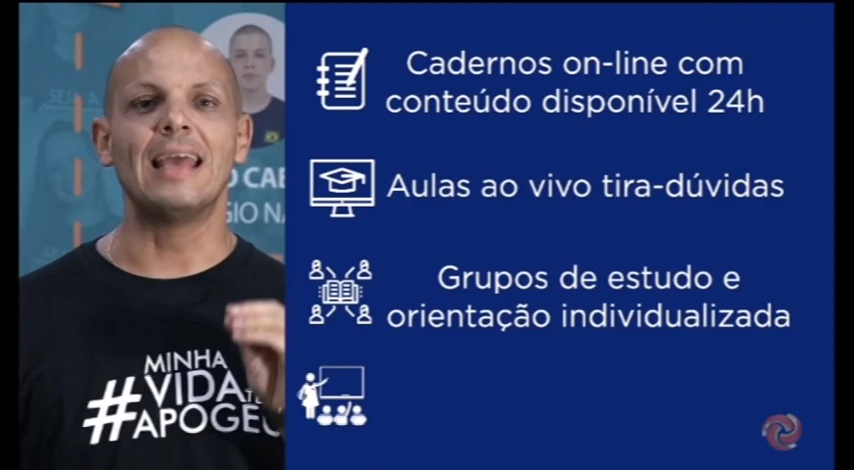 Cadernos on-line com
conteúdo disponível 24h
Aulas ao vivo tira-dúvidas
Grupos de estudo e
orientação individualizada
MINHA
#VIDA
APOGEU